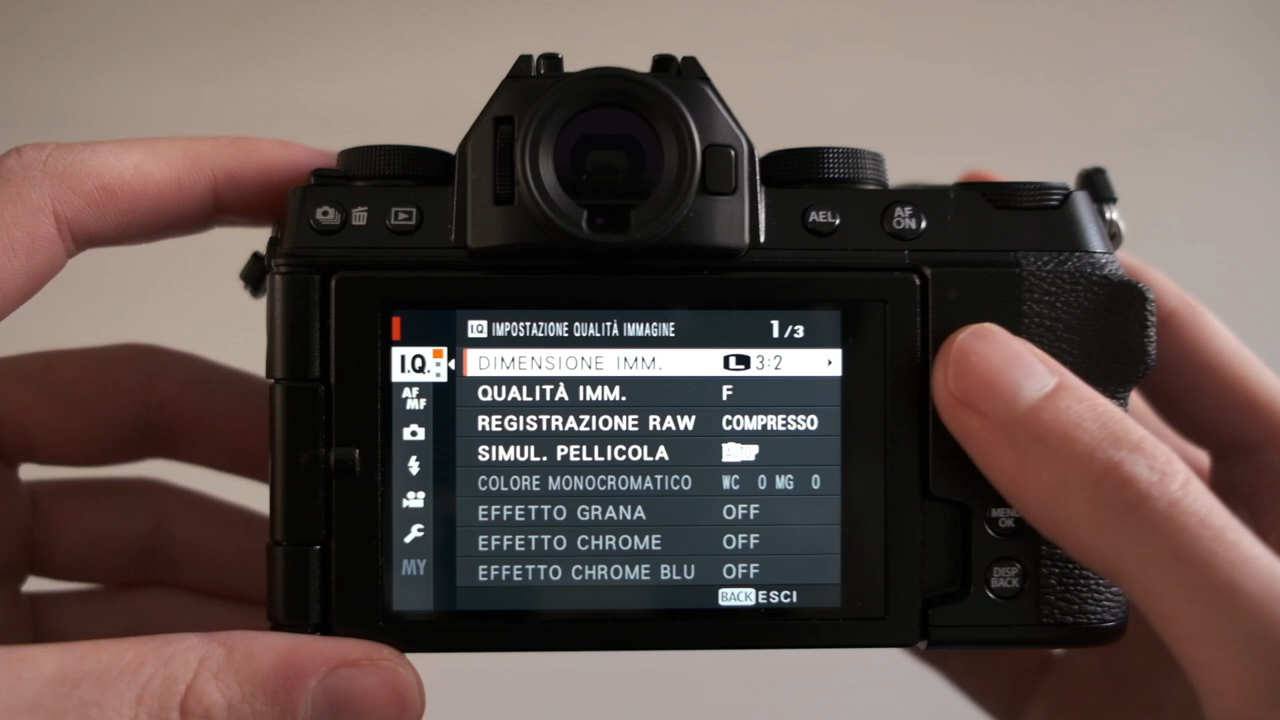 AEL
AF
ON
I.Q. IMPOSTAZIONE QUALITÀ IMMAGINE 1/3
I.Q.
DIMENSIONE IMM. L 3:2
QUALITÀ IMM. F
AF
MF
REGISTRAZIONE RAW COMPRESSO
SIMUL. PELLICOLA
COLORE MONOCROMATICO WC 0 MG 0
EFFETTO GRANA OFF
EFFETTO CHROME OFF
MY
EFFETTO CHROME BLU OFF
BACK ESCI
MENU
OK
DISP
BACK